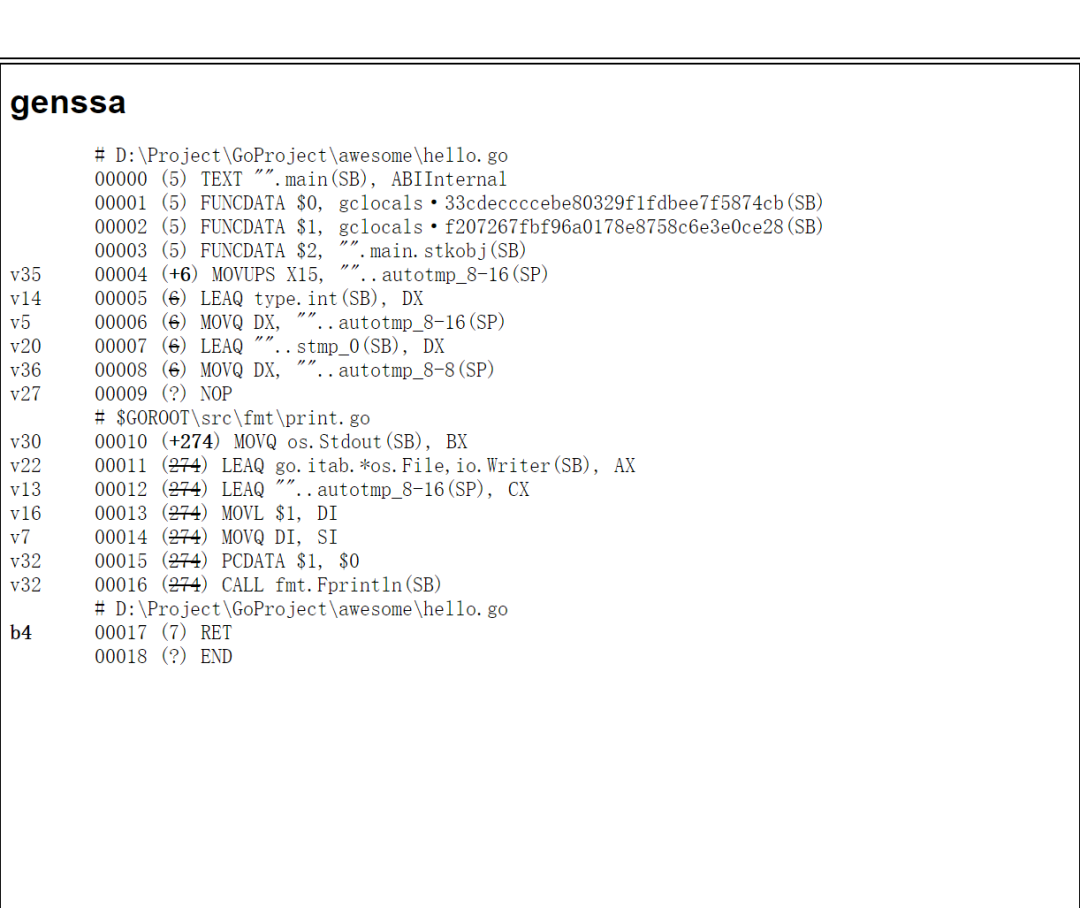 genssa
# D:\Project\GoProject\awesome\hello.go
00000 (5) TEXT "".main(SB), ABIInternal
00001 (5) FUNCDATA $0, gclocals·33cdeccccebe80329f1fdbee7f5874cb(SB)
00002 (5) FUNCDATA $1, gclocals·f207267fbf96a0178e8758c6e3e0ce28(SB)
00003 (5) FUNCDATA $2, "".main.stkobj(SB)
v35 00004 (+6) MOVUPS X15, ""..autotmp_8-16(SP)
v14 00005 (6) LEAQ type.int(SB), DX
v5 00006 (6) MOVQ DX, ""..autotmp_8-16(SP)
v20 00007 (6) LEAQ ""..stmp_0(SB), DX
v36 00008 (6) MOVQ DX, ""..autotmp_8-8(SP)
v27 00009 (?) NOP
# $GOROOT\src\fmt\print.go
v30 00010 (+274) MOVQ os.Stdout(SB), BX
v22 00011 (274) LEAQ go.itab.*os.File,io.Writer(SB), AX
v13 00012 (274) LEAQ ""..autotmp_8-16(SP), CX
v16 00013 (274) MOVL $1, DI
v7 00014 (274) MOVQ DI, SI
v32 00015 (274) PCDATA $1, $0
v32 00016 (274) CALL fmt.Fprintln(SB)
# D:\Project\GoProject\awesome\hello.go
b4 00017 (7) RET
00018 (?) END